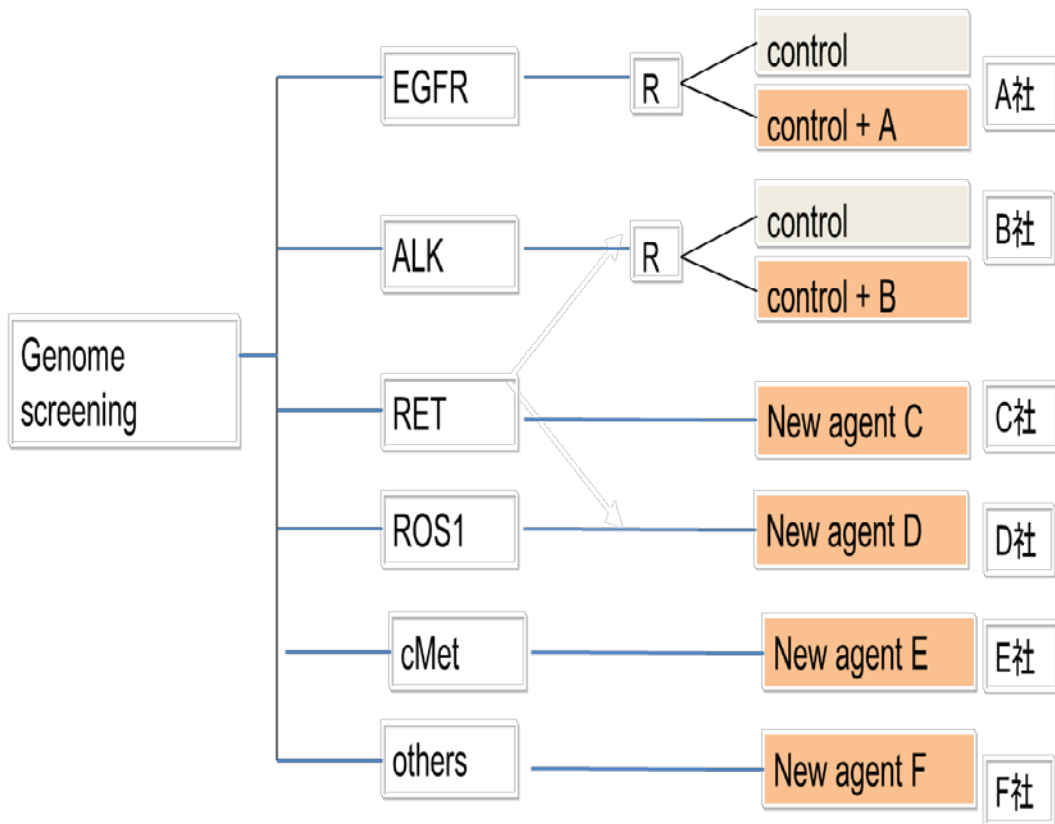 EGFR
R
control
control + A
A社
ALK
R
control
control + B
B社
Genome
screening
RET
New agent C
C社
ROS1
New agent D
D社
cMet
New agent E
E社
others
New agent F
F社